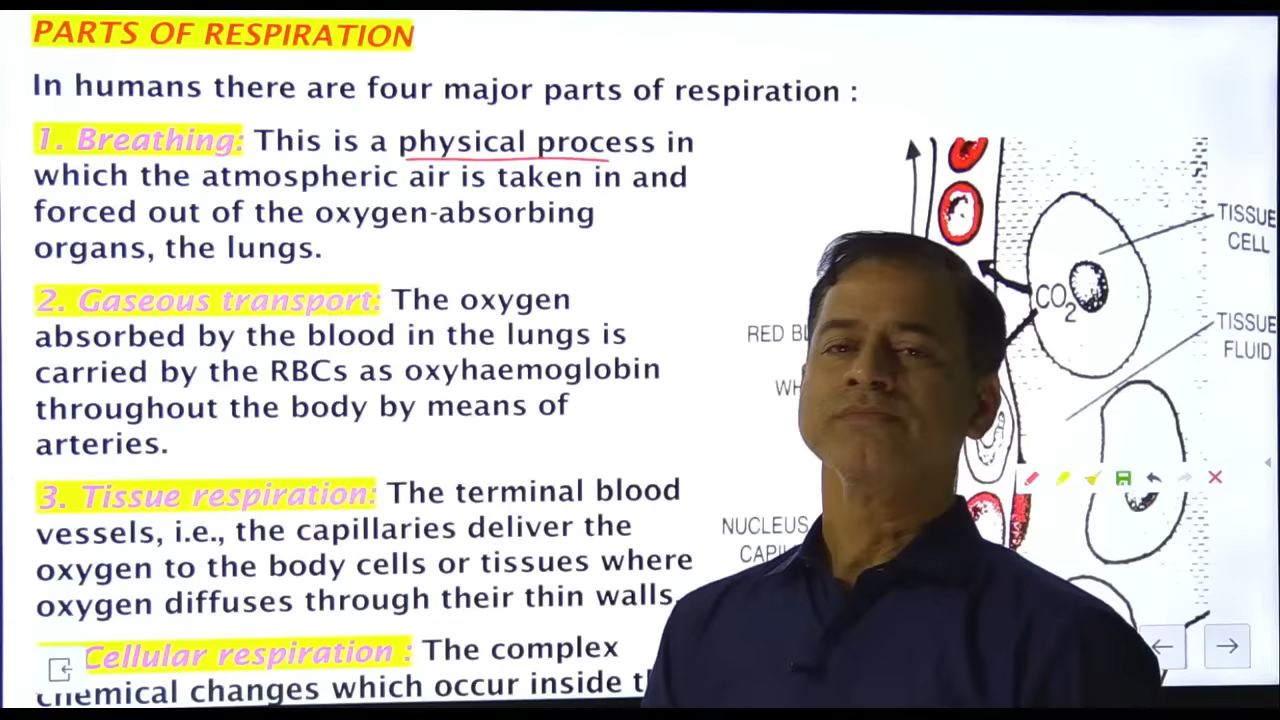 PARTS OF RESPIRATION
In humans there are four major parts of respiration :
1. Breathing: This is a physical process in
which the atmospheric air is taken in and
forced out of the oxygen-absorbing
organs, the lungs.
2. Gaseous transport: The oxygen
absorbed by the blood in the lungs is
carried by the RBCs as oxyhaemoglobin
throughout the body by means of
arteries.
3. Tissue respiration: The terminal blood
vessels, i.e., the capillaries deliver the
oxygen to the body cells or tissues where
oxygen diffuses through their thin walls.
Cellular respiration : The complex
chemical changes which occur inside
TISSUE
CELL
CO2
TISSUE
FLUID
RED
NUCLEUS